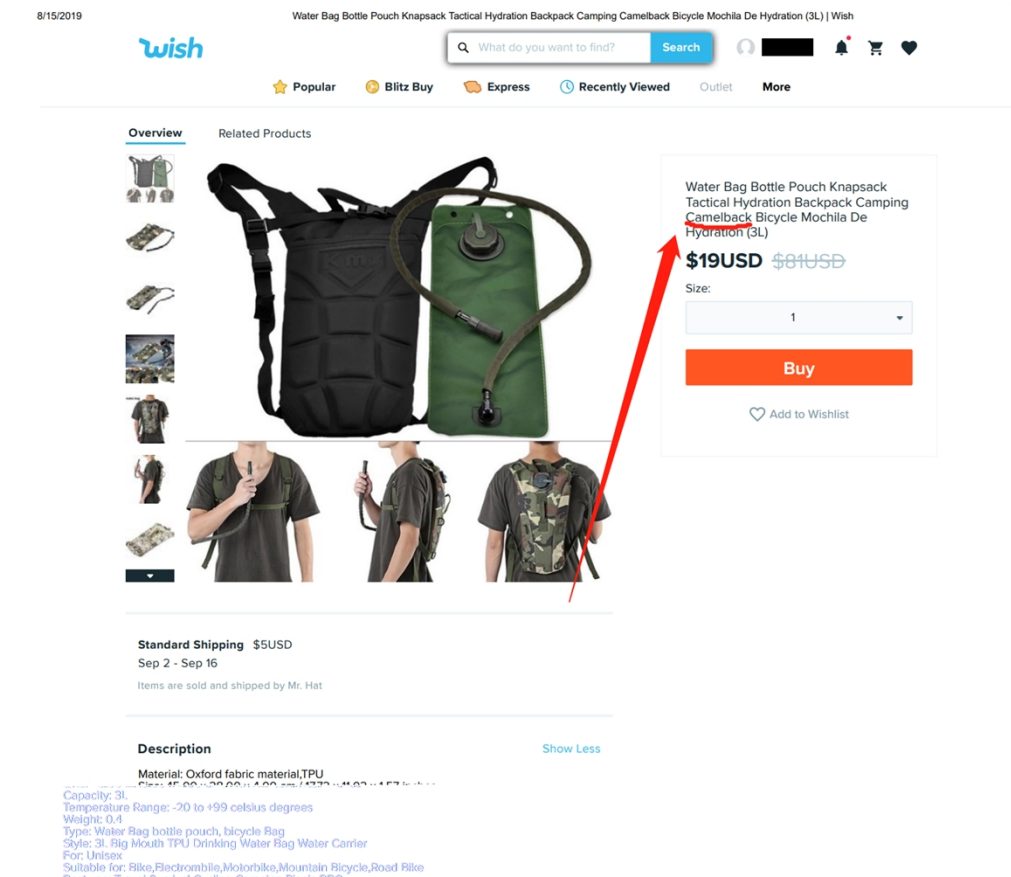 8/15/2019 Water Bag Bottle Pouch Knapsack Tactical Hydration Backpack Camping Camelback Bicycle Mochila De Hydration (3L) | Wish
wish What do you want to find? Search
Popular Blitz Buy Express Recently Viewed Outlet More
Overview Related Products
Water Bag Bottle Pouch Knapsack
Tactical Hydration Backpack Camping
Camelback Bicycle Mochila De
Hydration (3L)
$19USD $81USD
Size:
1
Buy
Add to Wishlist
Standard Shipping $5USD
Sep 2 - Sep 16
Items are sold and shipped by Mr. Hat
Description Show Less
Material: Oxford fabric material,TPU
Capacity: 3L
Temperature Range: -20 to +99 celsius degrees
Weight: 0.4
Type: Water Bag bottle pouch, bicycle Bag
Style: 3L Big Mouth TPU Drinking Water Bag Water Carrier
For: Unisex
Suitable for: Bike,Electrombile,Motorbike,Mountain Bicycle,Road Bike